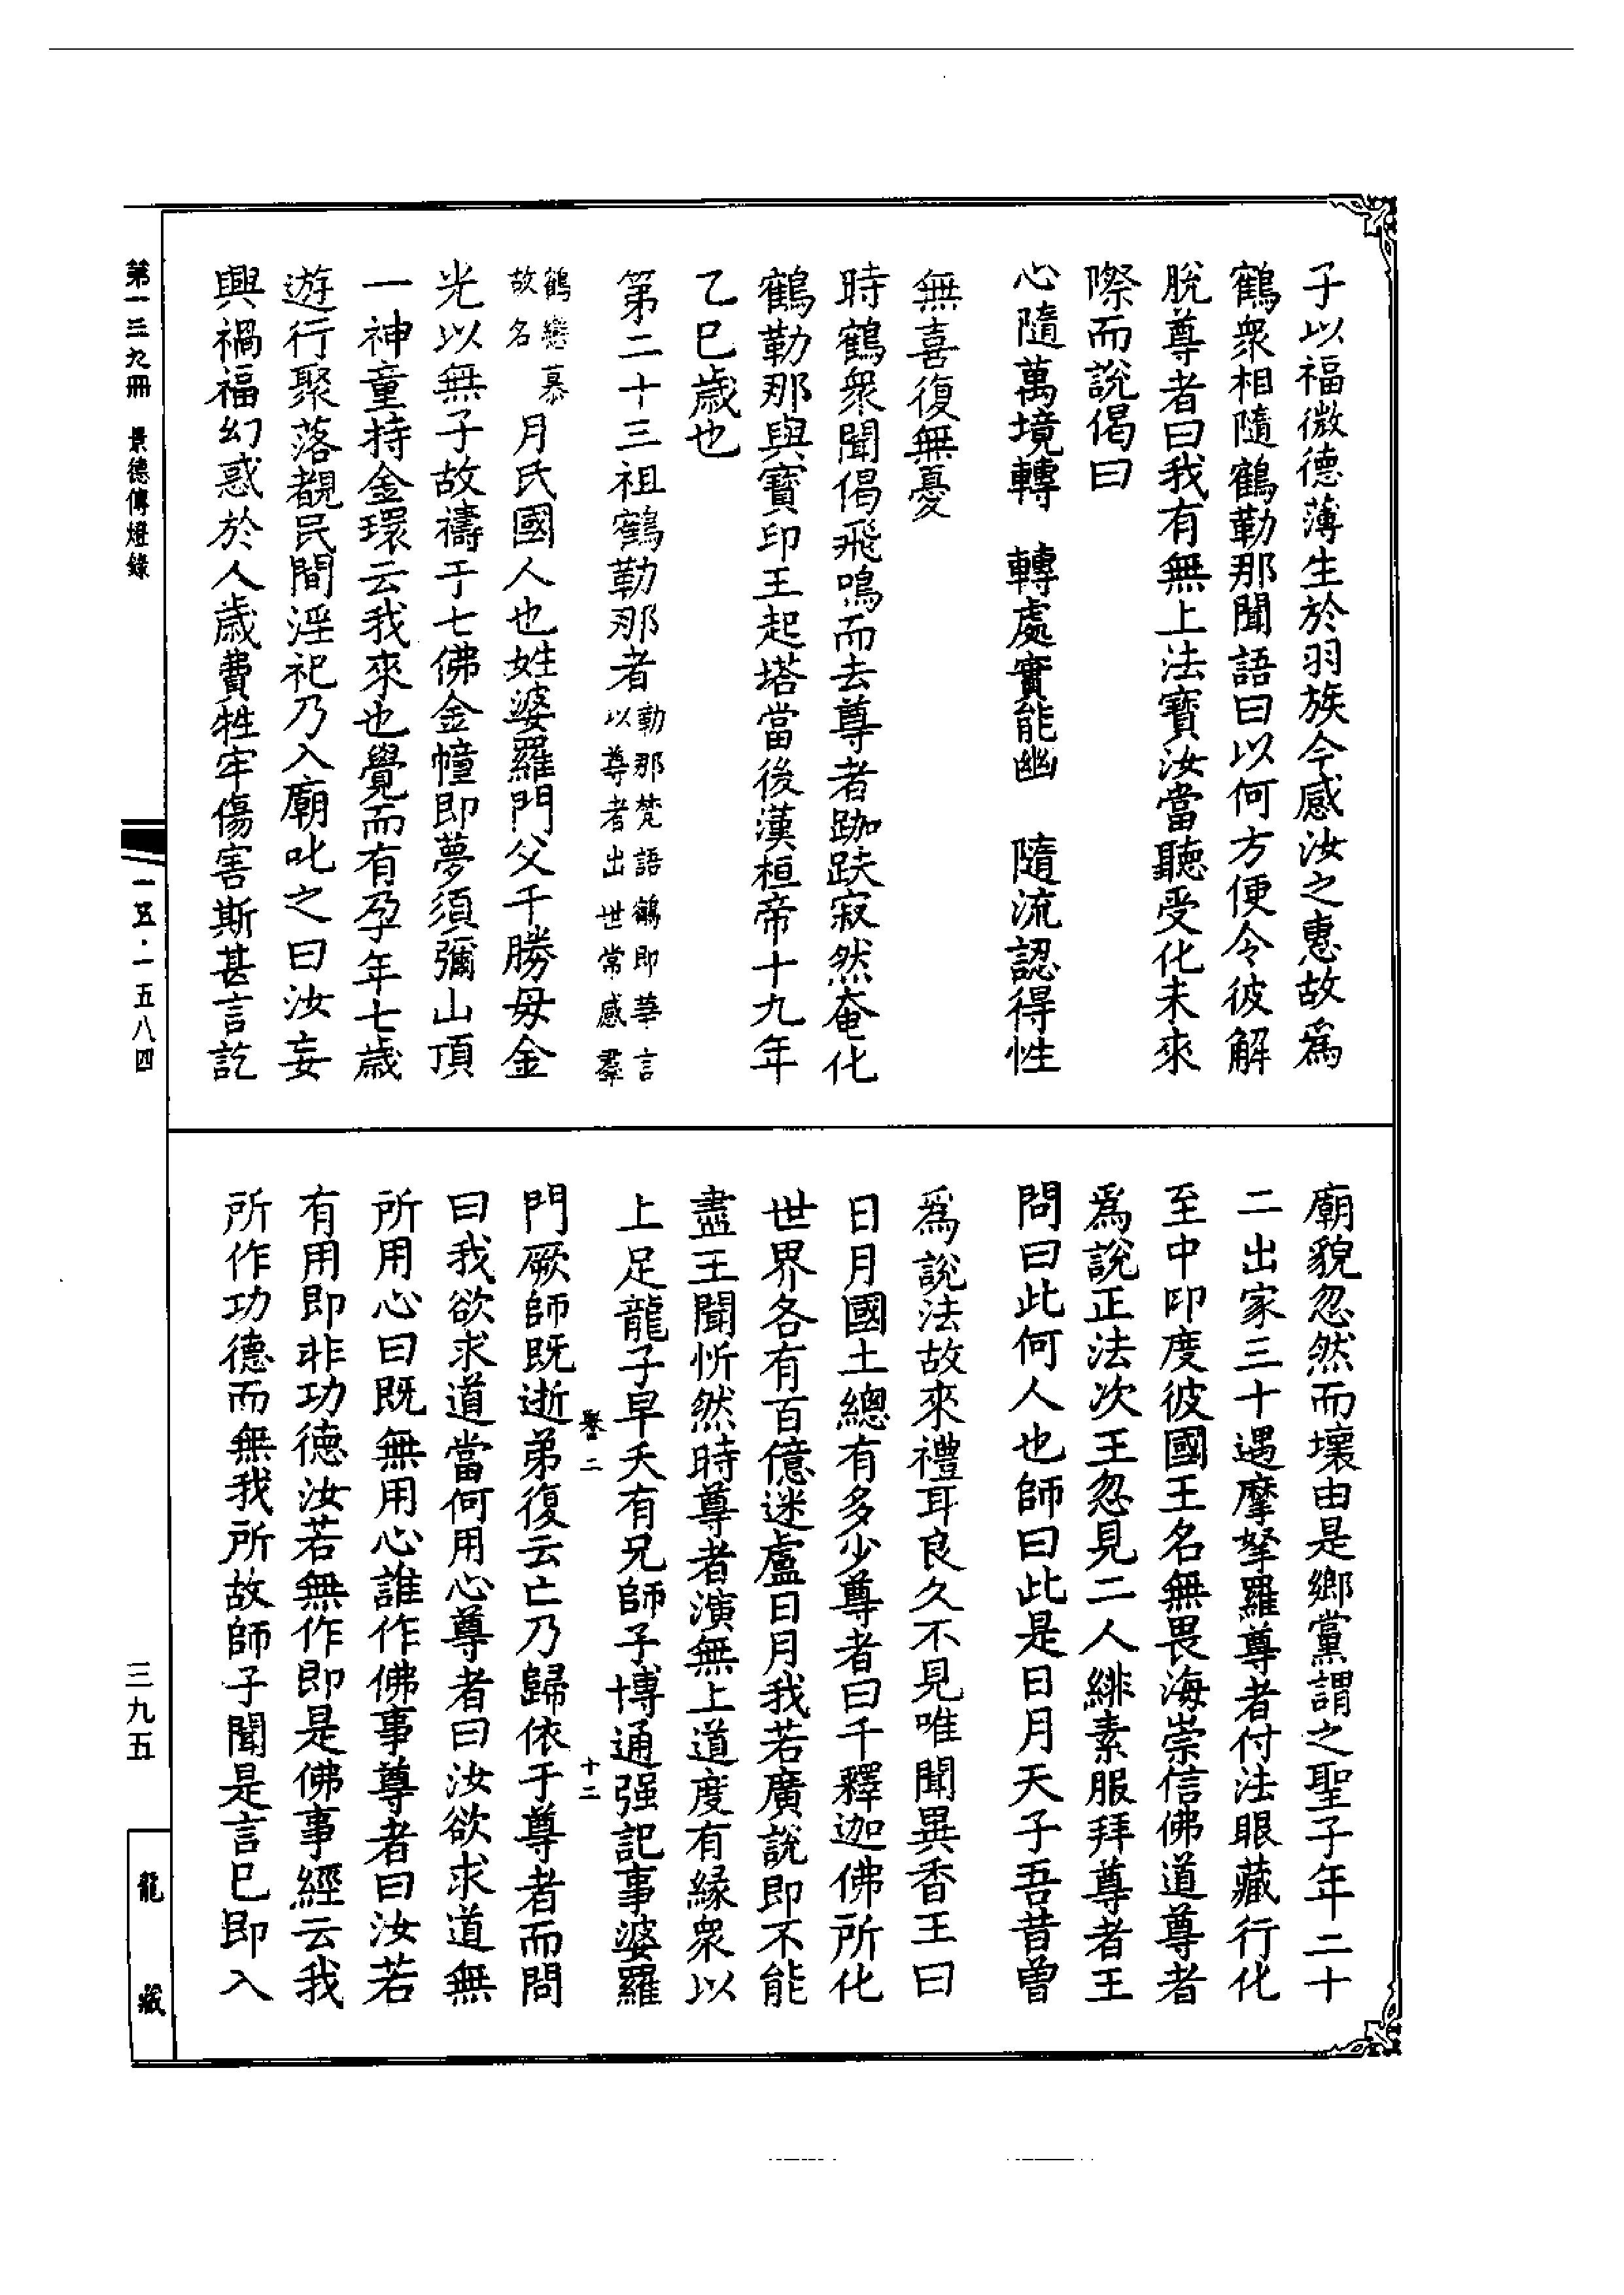 子以福微德薄生於羽族今感汝之惠故爲
鶴衆相隨鶴勒那聞語曰以何方便令彼解
脫尊者曰我有無上法寶汝當聽受化未來
際而說偈曰
心隨萬境轉　轉處實能幽　隨流認得性
無喜復無憂
時鶴衆聞偈飛鳴而去尊者跏趺寂然奄化
鶴勒那與寶印王起塔當後漢桓帝十九年
乙巳歲也
第二十三祖鶴勒那者勒那梵語鶴即華言
以尊者出世常感羣
鶴戀慕
故名
月氏國人也姓婆羅門父千勝毋金
光以無子故禱于七佛金幢即夢須彌山頂
一神童持金環云我來也覺而有孕年七歲
遊行聚落覩民間淫祀乃入廟叱之曰汝妄
興禍福幻惑於人歲費牲牢傷害斯甚言訖
廟貌忽然而壞由是鄉黨謂之聖子年二十
二出家三十遇摩拏羅尊者付法眼藏行化
至中印度彼國王名無畏海崇信佛道尊者
爲說正法次王忽見二人緋素服拜尊者王
問曰此何人也師曰此是日月天子吾昔曾
爲說法故來禮耳良久不見唯聞異香王曰
日月國土總有多少尊者曰千釋迦佛所化
世界各有百億迷盧日月我若廣說即不能
盡王聞忻然時尊者演無上道度有緣衆以
上足龍子早夭有兄師子博通强記事婆羅
卷二　十二
門厥師既逝弟復云亡乃歸依于尊者而問
曰我欲求道當何用心尊者曰汝欲求道無
所用心曰既無用心誰作佛事尊者曰汝若
有用即非功德汝若無作即是佛事經云我
所作功德而無我所故師子聞是言已即入
第一三九冊　景德傳燈錄
一五·一五八四
三九五
龍藏